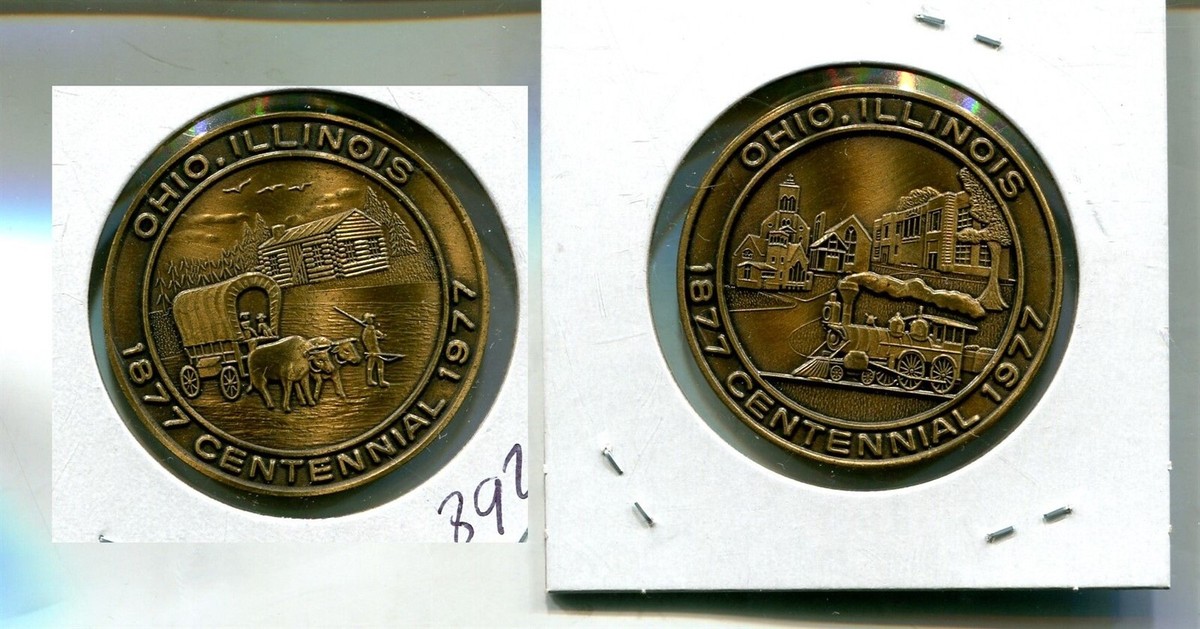 OHIO, ILLINOIS
1877 CENTENNIAL 1977
OHIO, ILLINOIS
1877 CENTENNIAL 1977